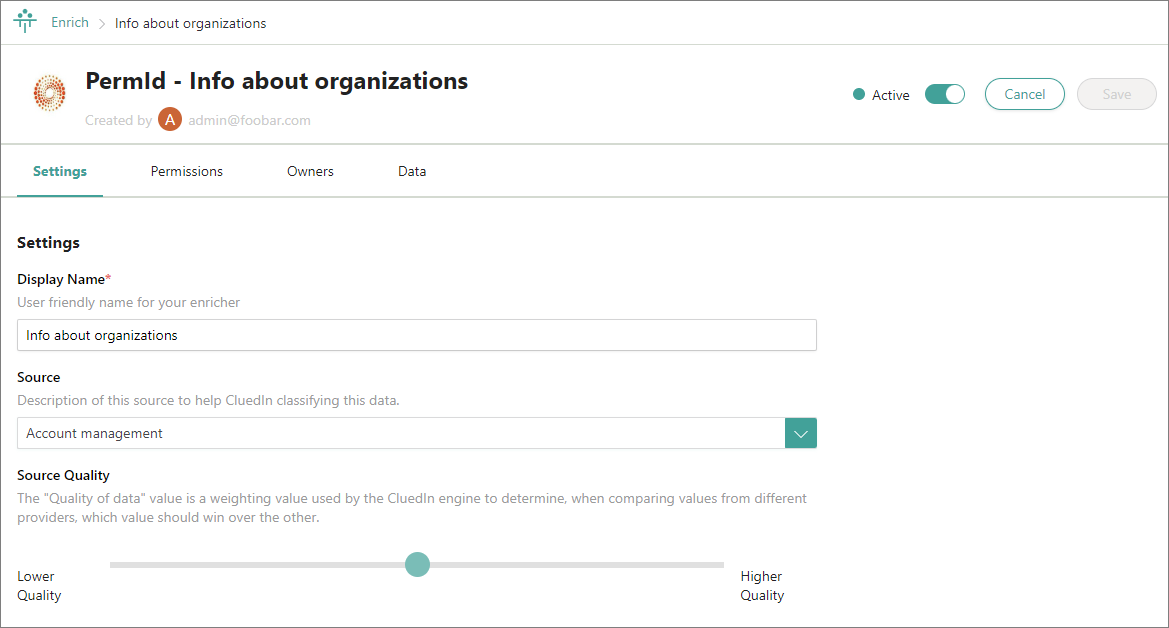 Enrich > Info about organizations
PermId - Info about organizations
Created by A admin@foobar.com
Active
Cancel
Save
Settings
Permissions
Owners
Data
Settings
Display Name*
User friendly name for your enricher
Info about organizations
Source
Description of this source to help CluedIn classifying this data.
Account management
Source Quality
The "Quality of data" value is a weighting value used by the CluedIn engine to determine, when comparing values from different
providers, which value should win over the other.
Lower
Quality
Higher
Quality